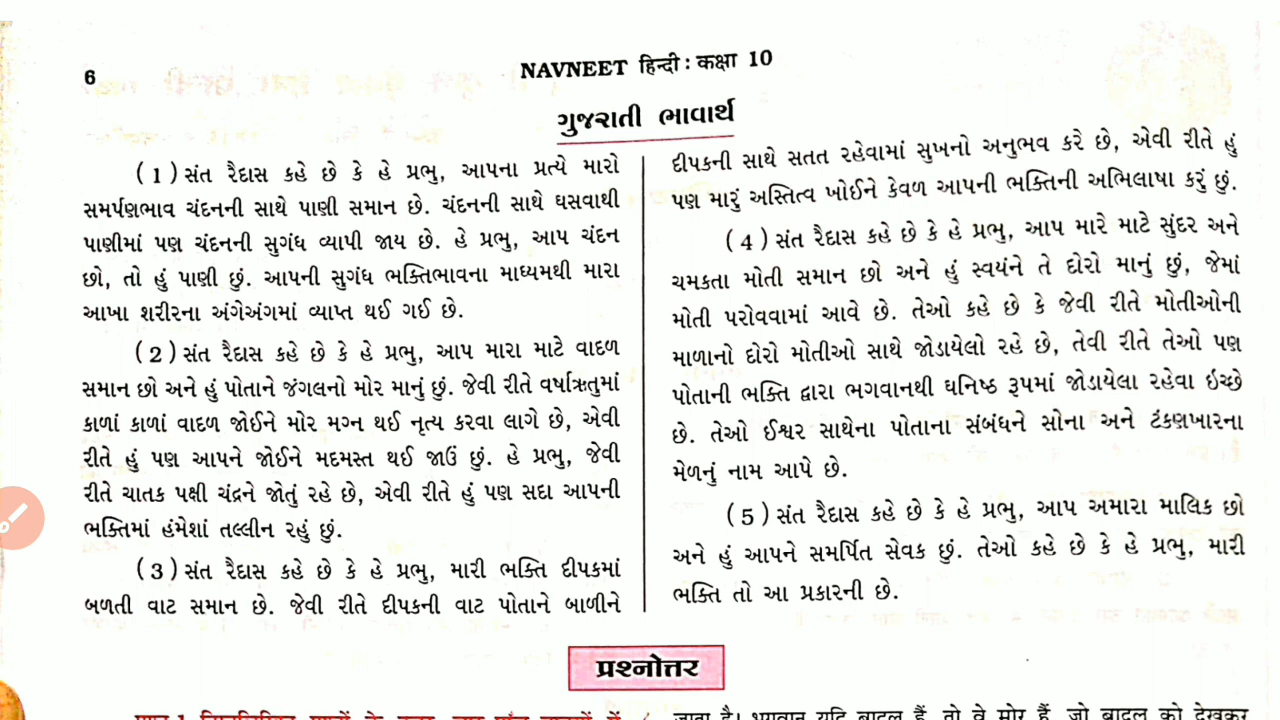 6
NAVNEET हिन्दी : कक्षा 10
ગુજરાતી ભાવાર્થ
(1) સંત રૈદાસ કહે છે કે હે પ્રભુ, આપના પ્રત્યે મારો
સમર્પણભાવ ચંદનની સાથે પાણી સમાન છે. ચંદનની સાથે ઘસવાથી
પાણીમાં પણ ચંદનની સુગંધ વ્યાપી જાય છે. હે પ્રભુ, આપ ચંદન
છો, તો હું પાણી છું. આપની સુગંધ ભક્તિભાવના માધ્યમથી મારા
આખા શરીરના અંગેઅંગમાં વ્યાપ્ત થઈ ગઈ છે.
(2) સંત રૈદાસ કહે છે કે હે પ્રભુ, આપ મારા માટે વાદળ
સમાન છો અને હું પોતાને જંગલનો મોર માનું છું. જેવી રીતે વર્ષાઋતુમાં
કાળાં કાળાં વાદળ જોઈને મોર મગ્ન થઈ નૃત્ય કરવા લાગે છે, એવી
રીતે હું પણ આપને જોઈને મદમસ્ત થઈ જાઉં છું. હે પ્રભુ, જેવી
રીતે ચાતક પક્ષી ચંદ્રને જોતું રહે છે, એવી રીતે હું પણ સદા આપની
ભક્તિમાં હંમેશાં તલ્લીન રહું છું.
(3) સંત રૈદાસ કહે છે કે હે પ્રભુ, મારી ભક્તિ દીપકમાં
બળતી વાટ સમાન છે. જેવી રીતે દીપકની વાટ પોતાને બાળીને
દીપકની સાથે સતત રહેવામાં સુખનો અનુભવ કરે છે, એવી રીતે હું
પણ મારું અસ્તિત્વ ખોઈને કેવળ આપની ભક્તિની અભિલાષા કરું છું.
(4) સંત રૈદાસ કહે છે કે હે પ્રભુ, આપ મારે માટે સુંદર અને
ચમકતા મોતી સમાન છો અને હું સ્વયંને તે દોરો માનું છું, જેમાં
મોતી પરોવવામાં આવે છે. તેઓ કહે છે કે જેવી રીતે મોતીઓની
માળાનો દોરો મોતીઓ સાથે જોડાયેલો રહે છે, તેવી રીતે તેઓ પણ
પોતાની ભક્તિ દ્વારા ભગવાનથી ઘનિષ્ઠ રૂપમાં જોડાયેલા રહેવા ઇચ્છે
છે. તેઓ ઈશ્વર સાથેના પોતાના સંબંધને સોના અને ટંકણખારના
મેળનું નામ આપે છે.
(5) સંત રૈદાસ કહે છે કે હે પ્રભુ, આપ અમારા માલિક છો
અને હું આપને સમર્પિત સેવક છું. તેઓ કહે છે કે હે પ્રભુ, મારી
ભક્તિ તો આ પ્રકારની છે.
प्रश्नोत्तर
जाता है। भगवान यदि बादल हैं, तो वे मोर हैं, जो बादल को देखकर